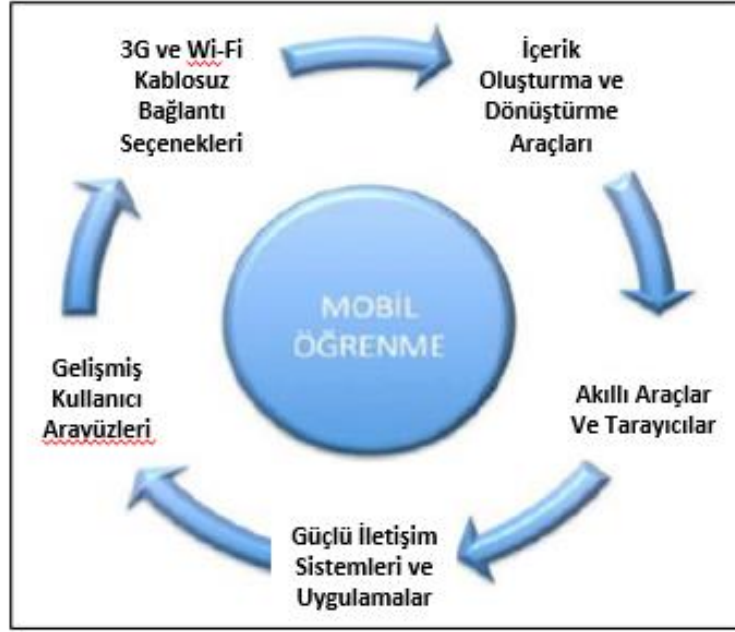 3G ve Wi-Fi
Kablosuz
Bağlantı
Seçenekleri
İçerik
Oluşturma ve
Dönüştürme
Araçları
Akıllı Araçlar
Ve Tarayıcılar
Güçlü İletişim
Sistemleri ve
Uygulamalar
Gelişmiş
Kullanıcı
Arayüzleri
MOBİL
ÖĞRENME